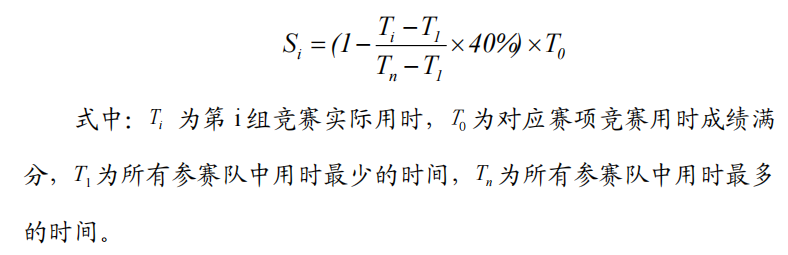 S_i = (1 - \frac{T_i - T_1}{T_n - T_1} × 40%) × T_0
式中：T_i 为第 i 组竞赛实际用时，T_0 为对应赛项竞赛用时成绩满
分，T_1 为所有参赛队中用时最少的时间，T_n 为所有参赛队中用时最多
的时间。